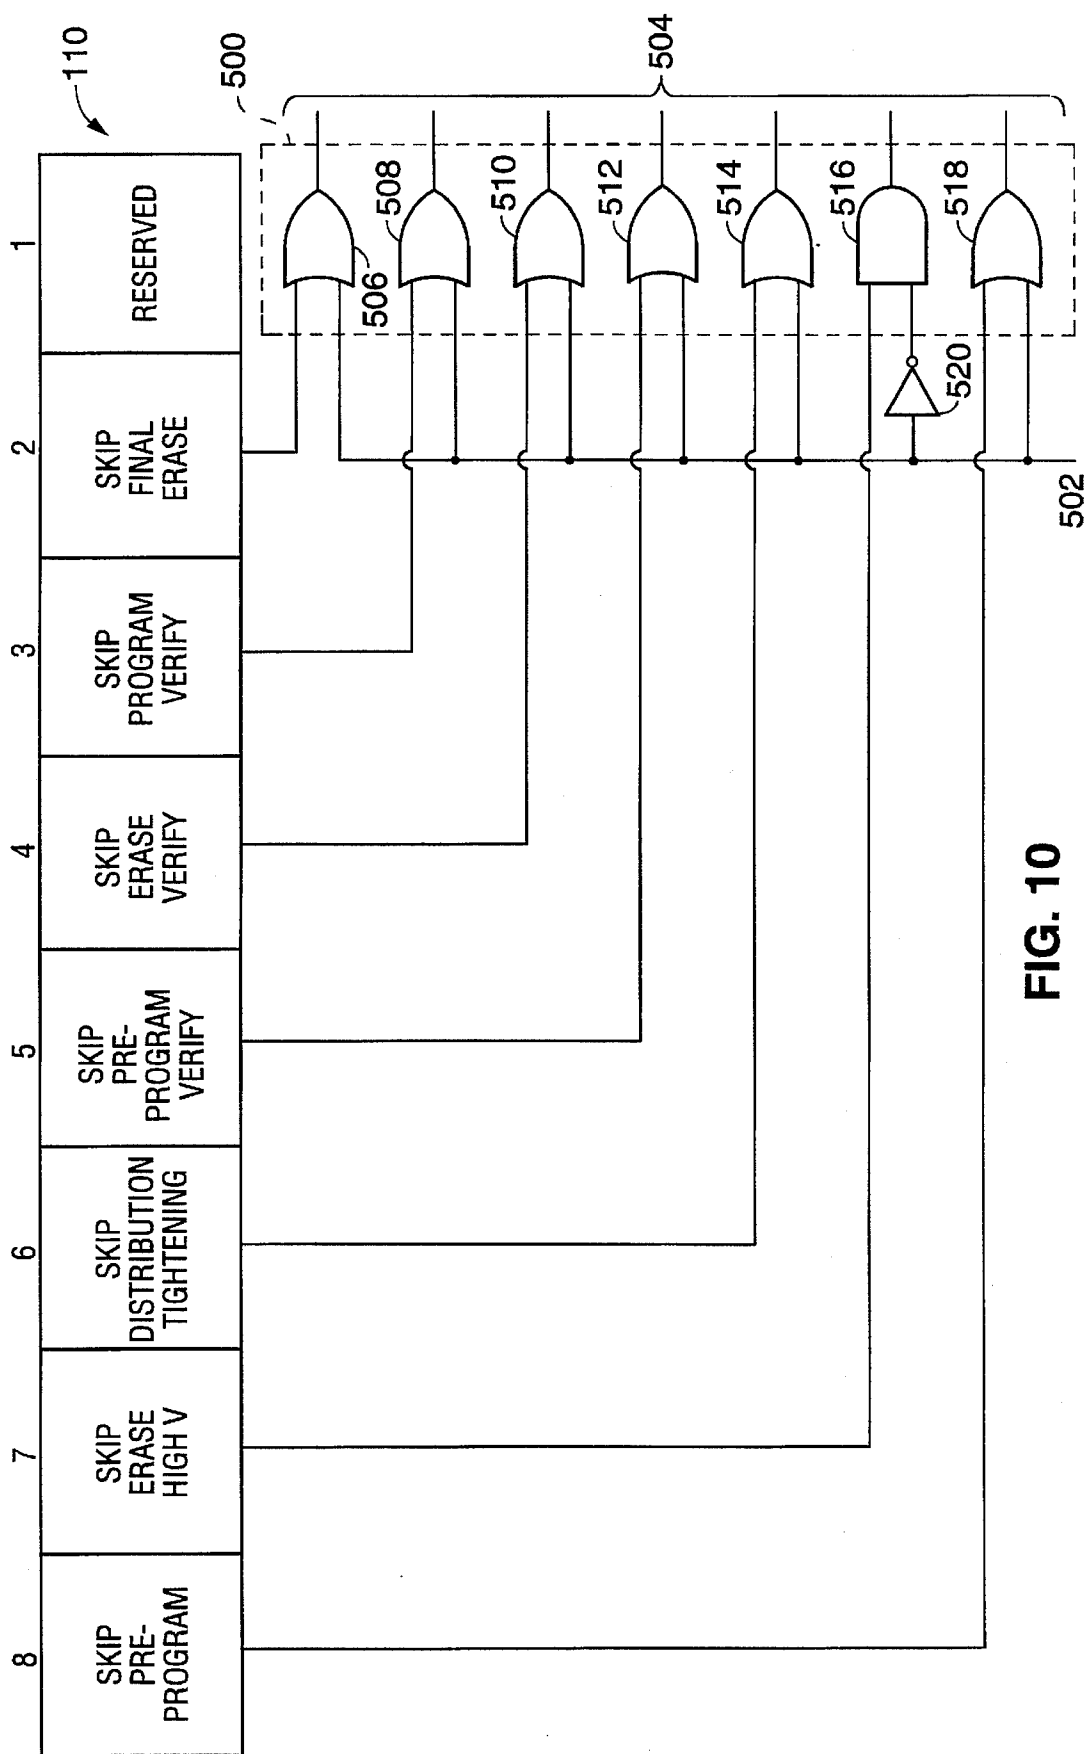 110
8
7
6
5
4
3
2
1
SKIP
PRE-
PROGRAM
SKIP
ERASE
HIGH V
SKIP
DISTRIBUTION
TIGHTENING
SKIP
PRE-
PROGRAM
VERIFY
SKIP
ERASE
VERIFY
SKIP
PROGRAM
VERIFY
SKIP
FINAL
ERASE
RESERVED
500
506
508
510
512
514
516
518
520
502
504
FIG. 10